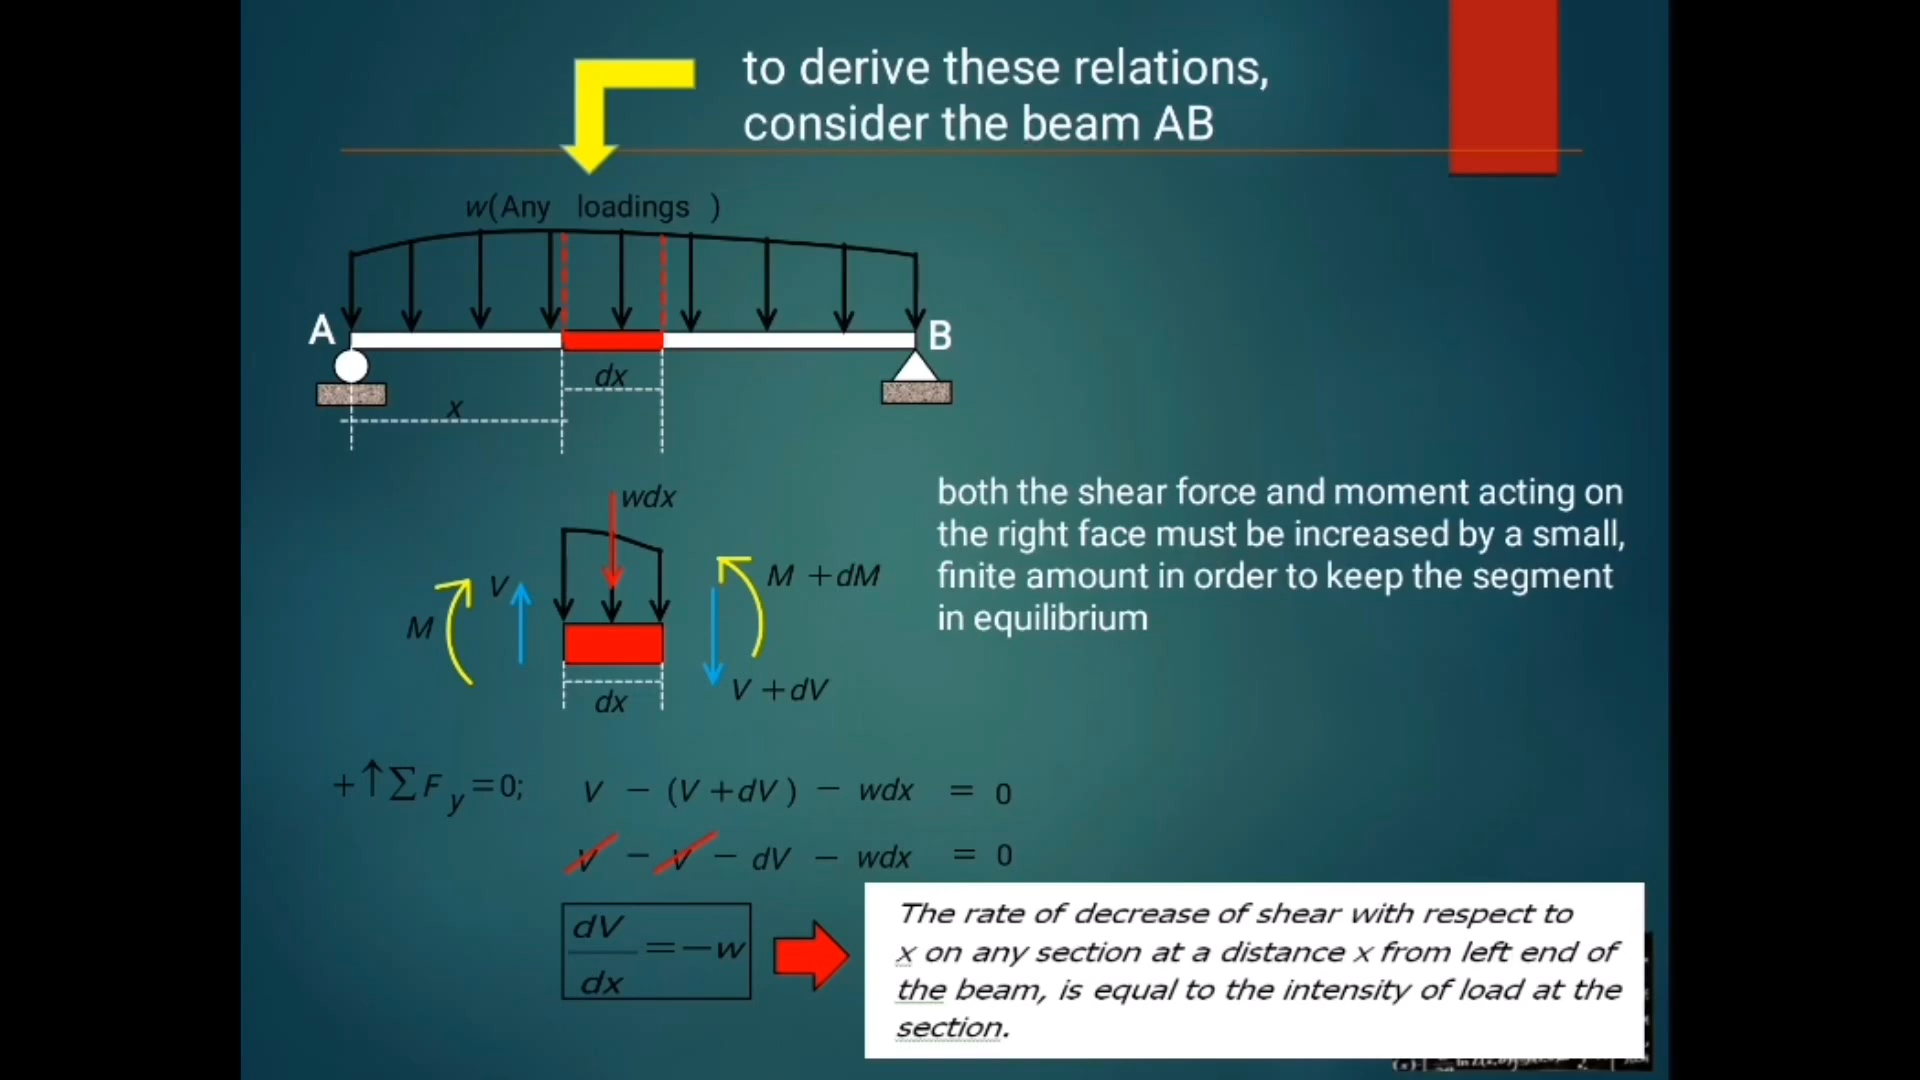 to derive these relations,
consider the beam AB
w(Any loadings )
A
B
dx
x
wdx
V
M + dM
M
V + dV
dx
both the shear force and moment acting on
the right face must be increased by a small,
finite amount in order to keep the segment
in equilibrium
+↑∑F y = 0; V − (V + dV ) − wdx = 0
V − V − dV − wdx = 0
dV/dx = −w
The rate of decrease of shear with respect to
x on any section at a distance x from left end of
the beam, is equal to the intensity of load at the
section.